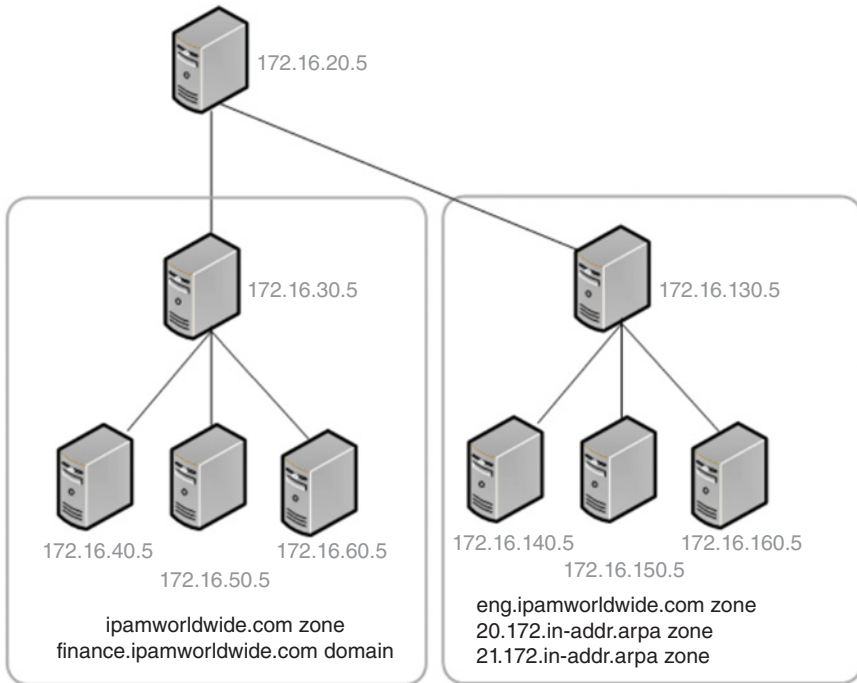 172.16.20.5
172.16.30.5
172.16.130.5
172.16.40.5
172.16.50.5
172.16.60.5
172.16.140.5
172.16.150.5
172.16.160.5
ipamworldwide.com zone
finance.ipamworldwide.com domain
eng.ipamworldwide.com zone
20.172.in-addr.arpa zone
21.172.in-addr.arpa zone